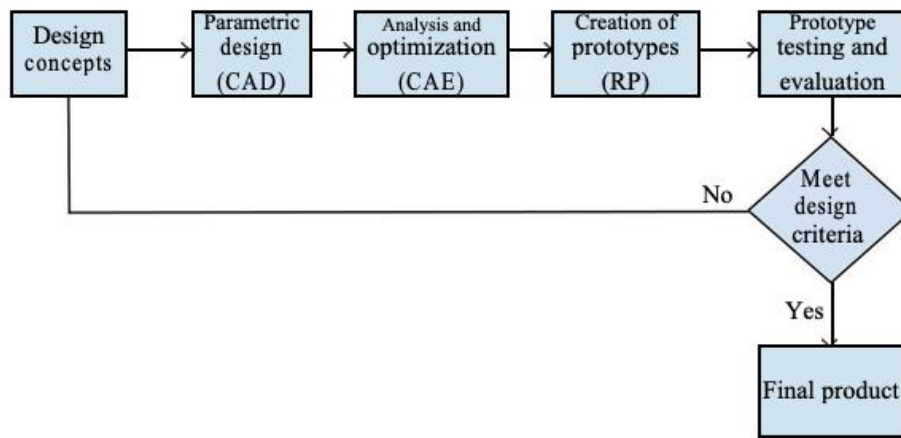 Design
concepts
Parametric
design
(CAD)
Analysis and
optimization
(CAE)
Creation of
prototypes
(RP)
Prototype
testing and
evaluation
No
Meet
design
criteria
Yes
Final product